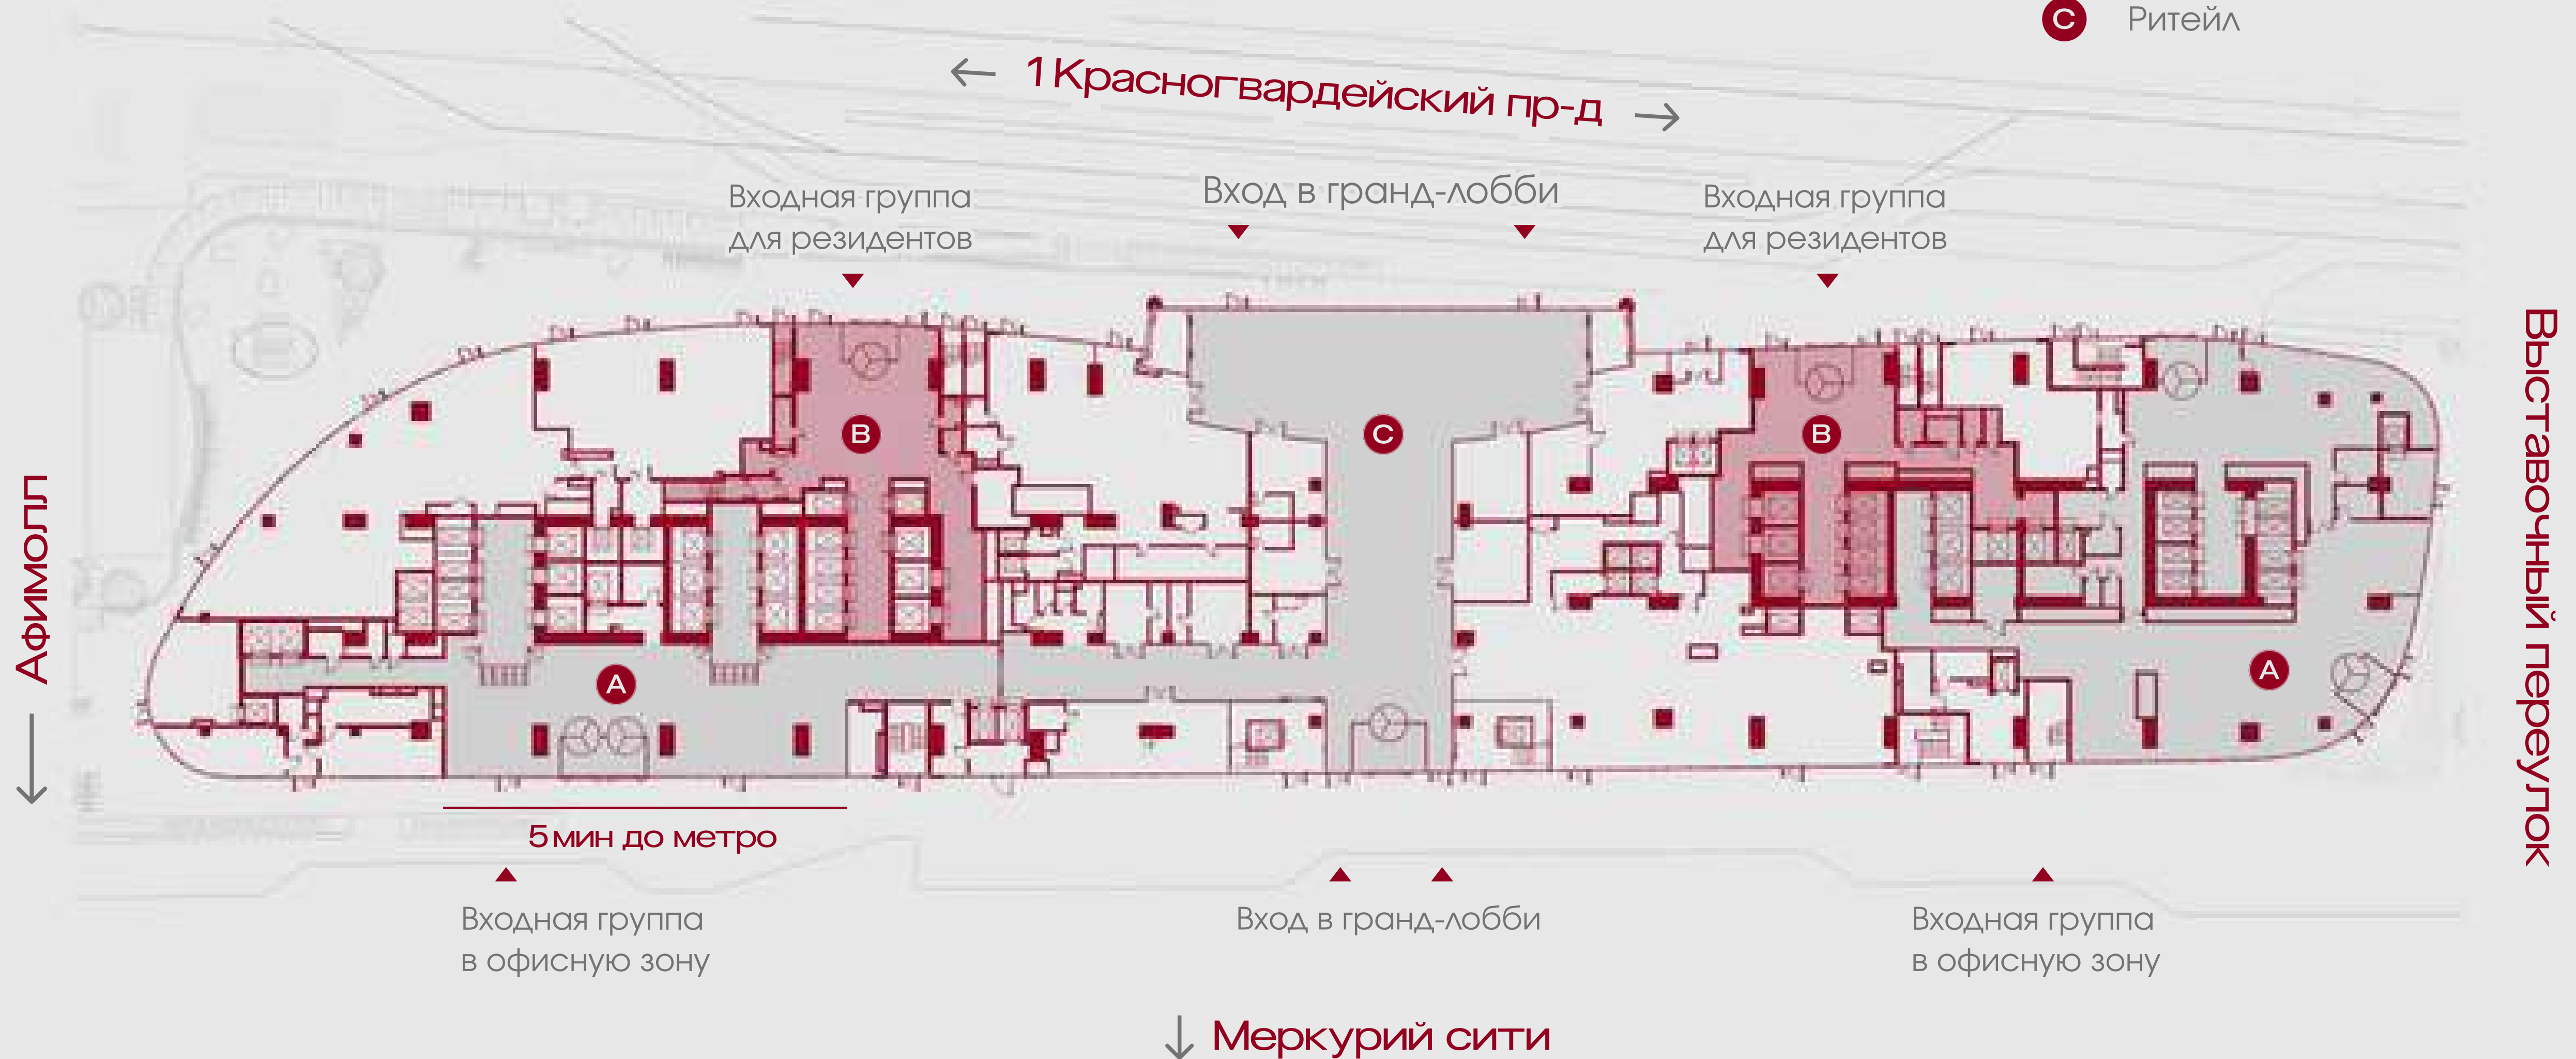 C Ритейл
1 Красногвардейский пр-д
Входная группа
для резидентов
Вход в гранд-лобби
Входная группа
для резидентов
B
C
B
A
A
Афимолл
Выставочный переулок
5 мин до метро
Входная группа
в офисную зону
Вход в гранд-лобби
Входная группа
в офисную зону
Меркурий сити